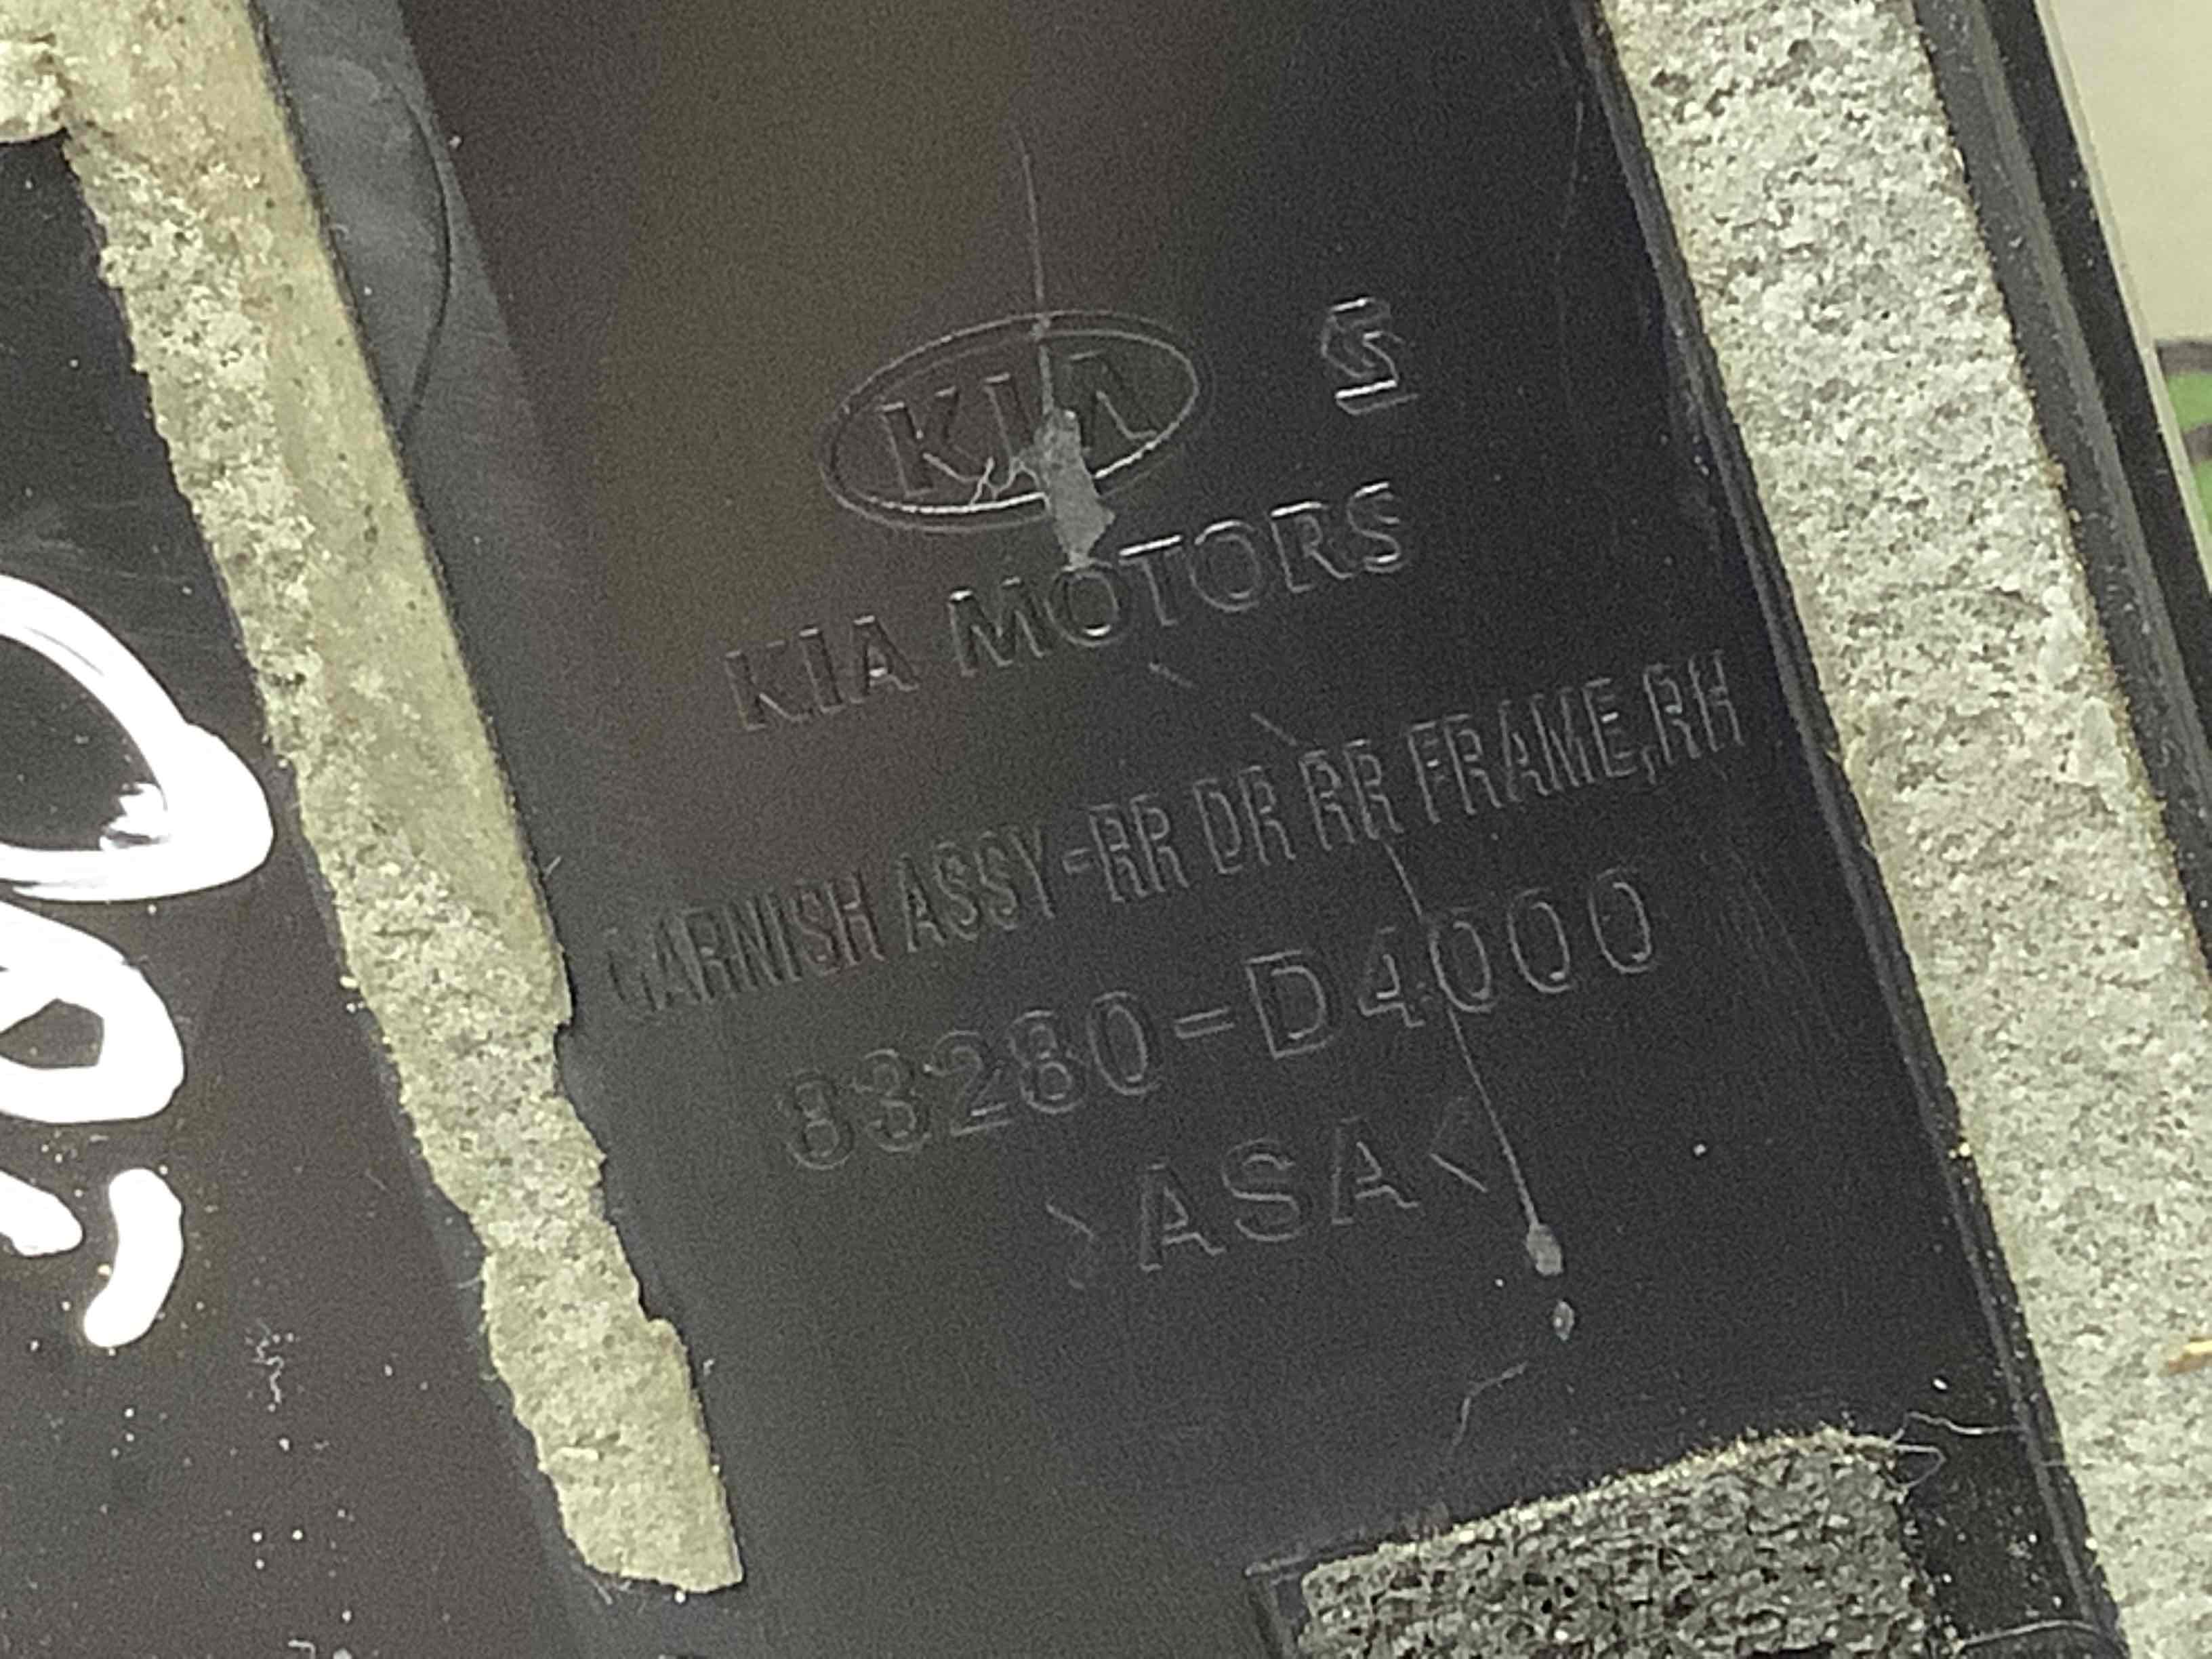 KIA S
KIA MOTORS
GARNISH ASSY-RR DR RR FRAME,RH
83280-D4000
>ASA<